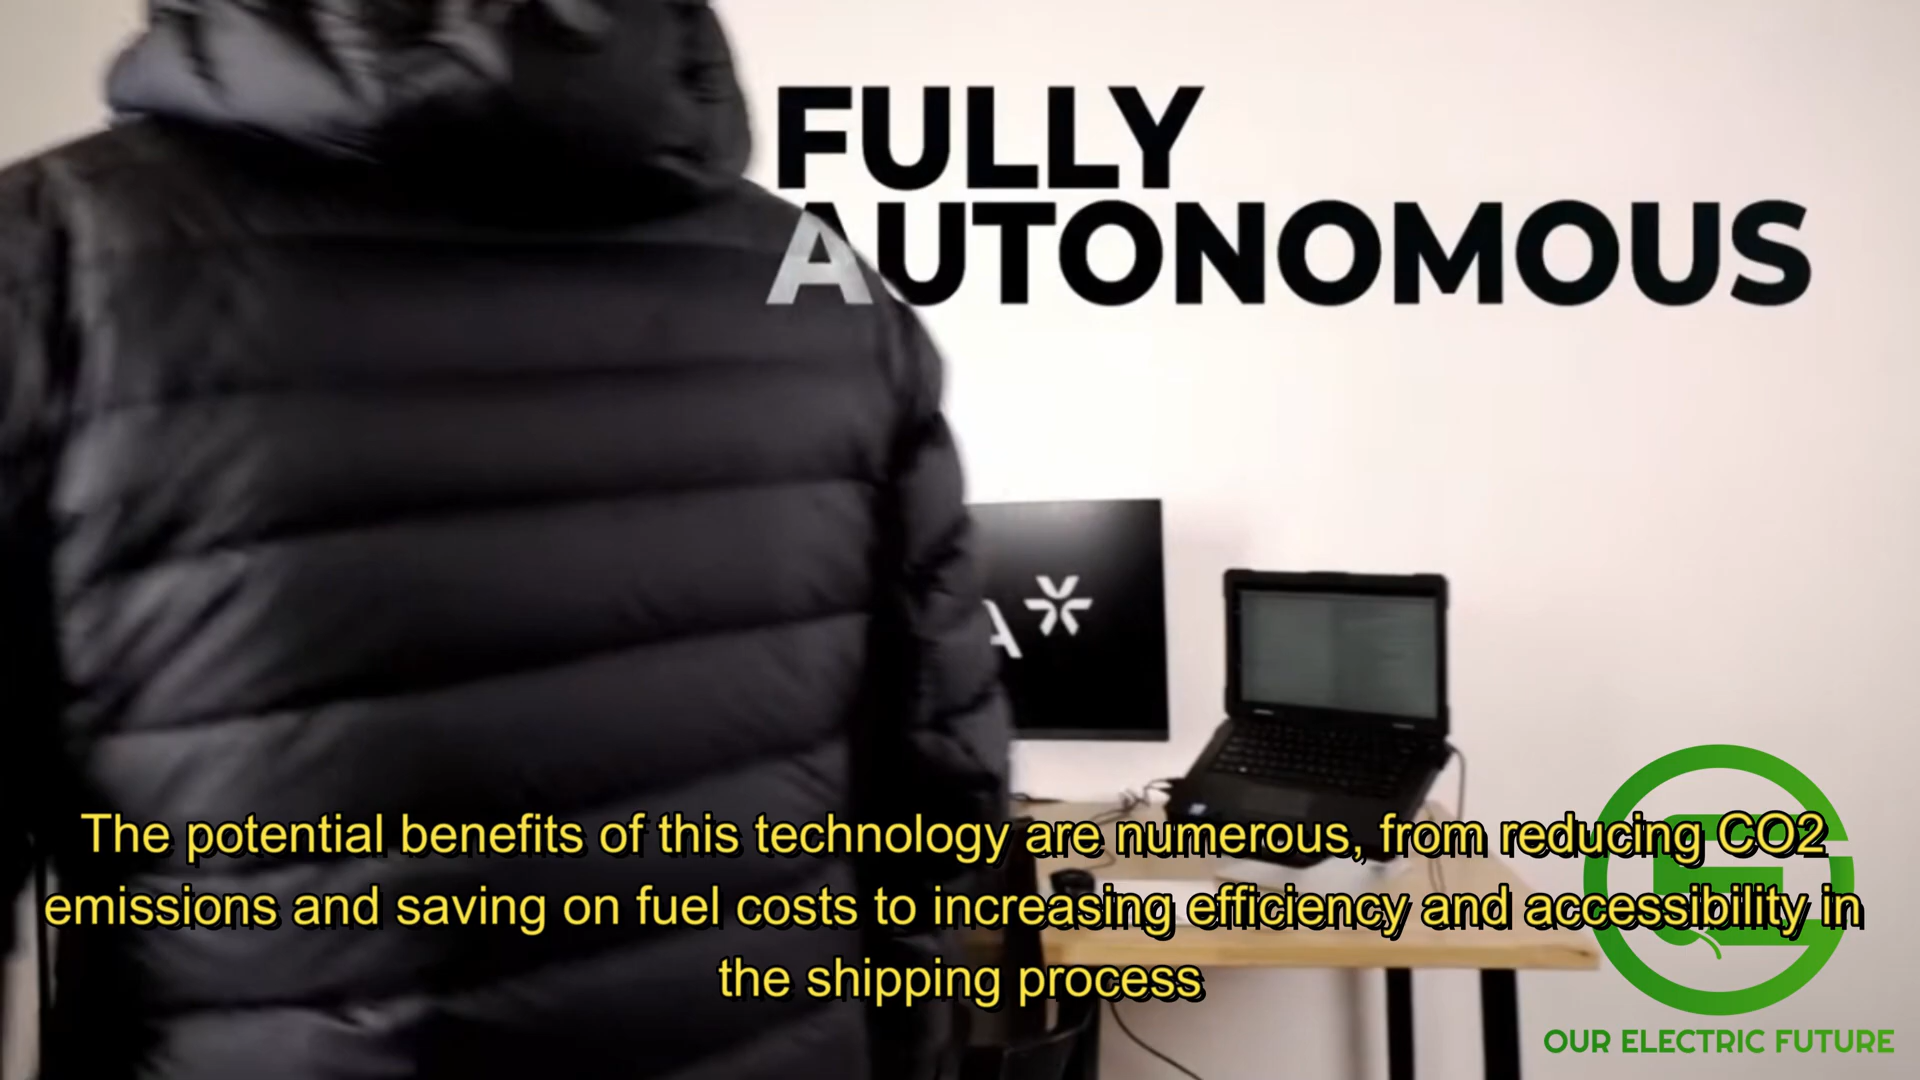 FULLY
AUTONOMOUS
A
The potential benefits of this technology are numerous, from reducing CO2
emissions and saving on fuel costs to increasing efficiency and accessibility in
the shipping process
OUR ELECTRIC FUTURE